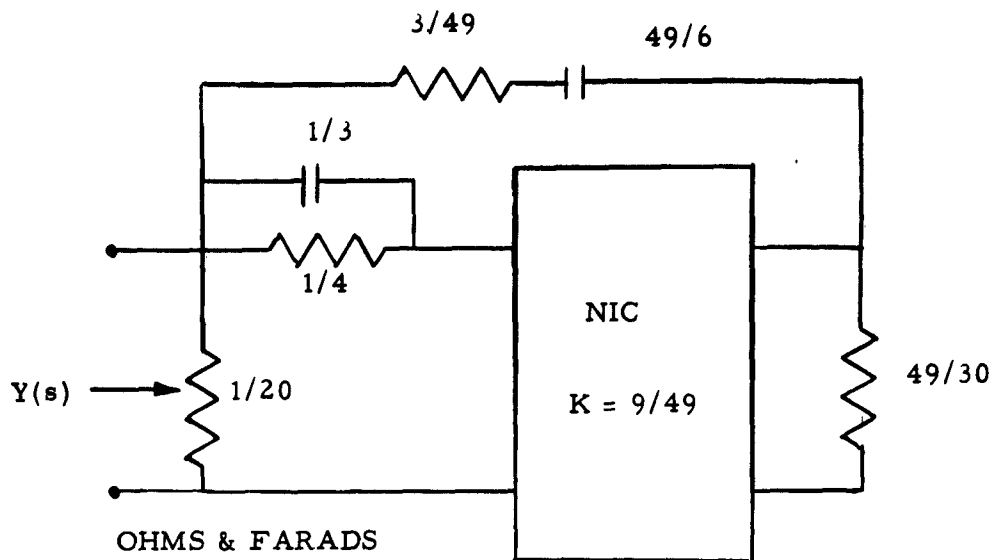 3/49
49/6
1/3
1/4
NIC
Y(s)
1/20
K = 9/49
49/30
OHMS & FARADS